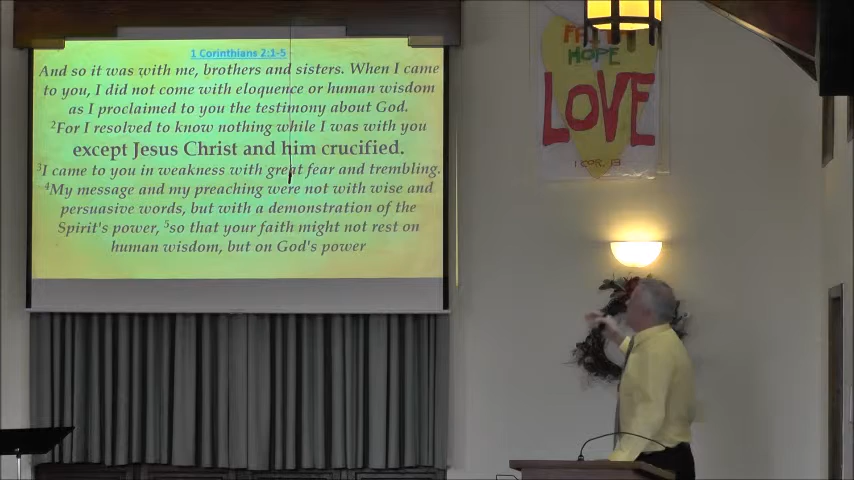 1 Corinthians 2:1-5
And so it was with me, brothers and sisters. When I came
to you, I did not come with eloquence or human wisdom
as I proclaimed to you the testimony about God.
²For I resolved to know nothing while I was with you
except Jesus Christ and him crucified.
³I came to you in weakness with great fear and trembling.
⁴My message and my preaching were not with wise and
persuasive words, but with a demonstration of the
Spirit's power, ⁵so that your faith might not rest on
human wisdom, but on God's power
HOPE
LOVE
1 COR. 13